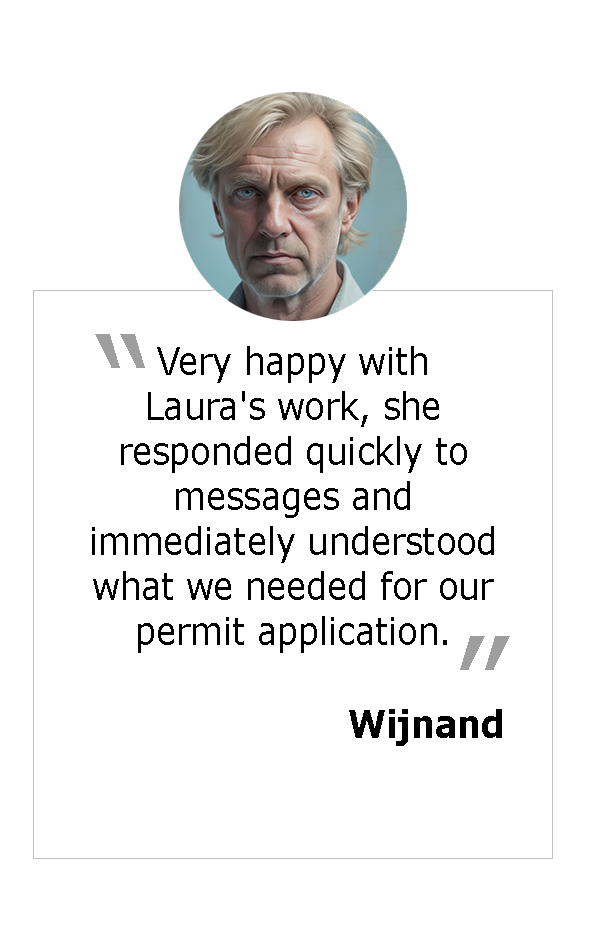 " Very happy with
Laura's work, she
responded quickly to
messages and
immediately understood
what we needed for our
permit application. "
Wijnand